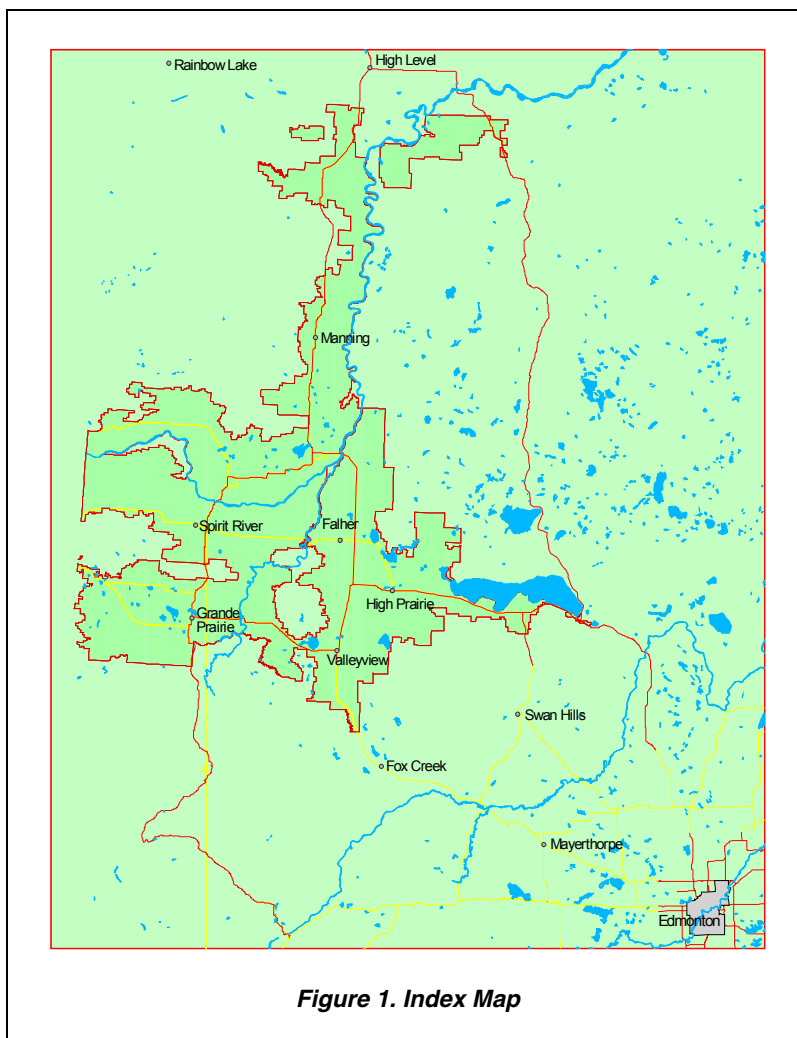 Rainbow Lake
High Level
Manning
Spirit River
Falher
High Prairie
Grande
Prairie
Valleyview
Swan Hills
Fox Creek
Mayerthorpe
Edmonton
Figure 1. Index Map